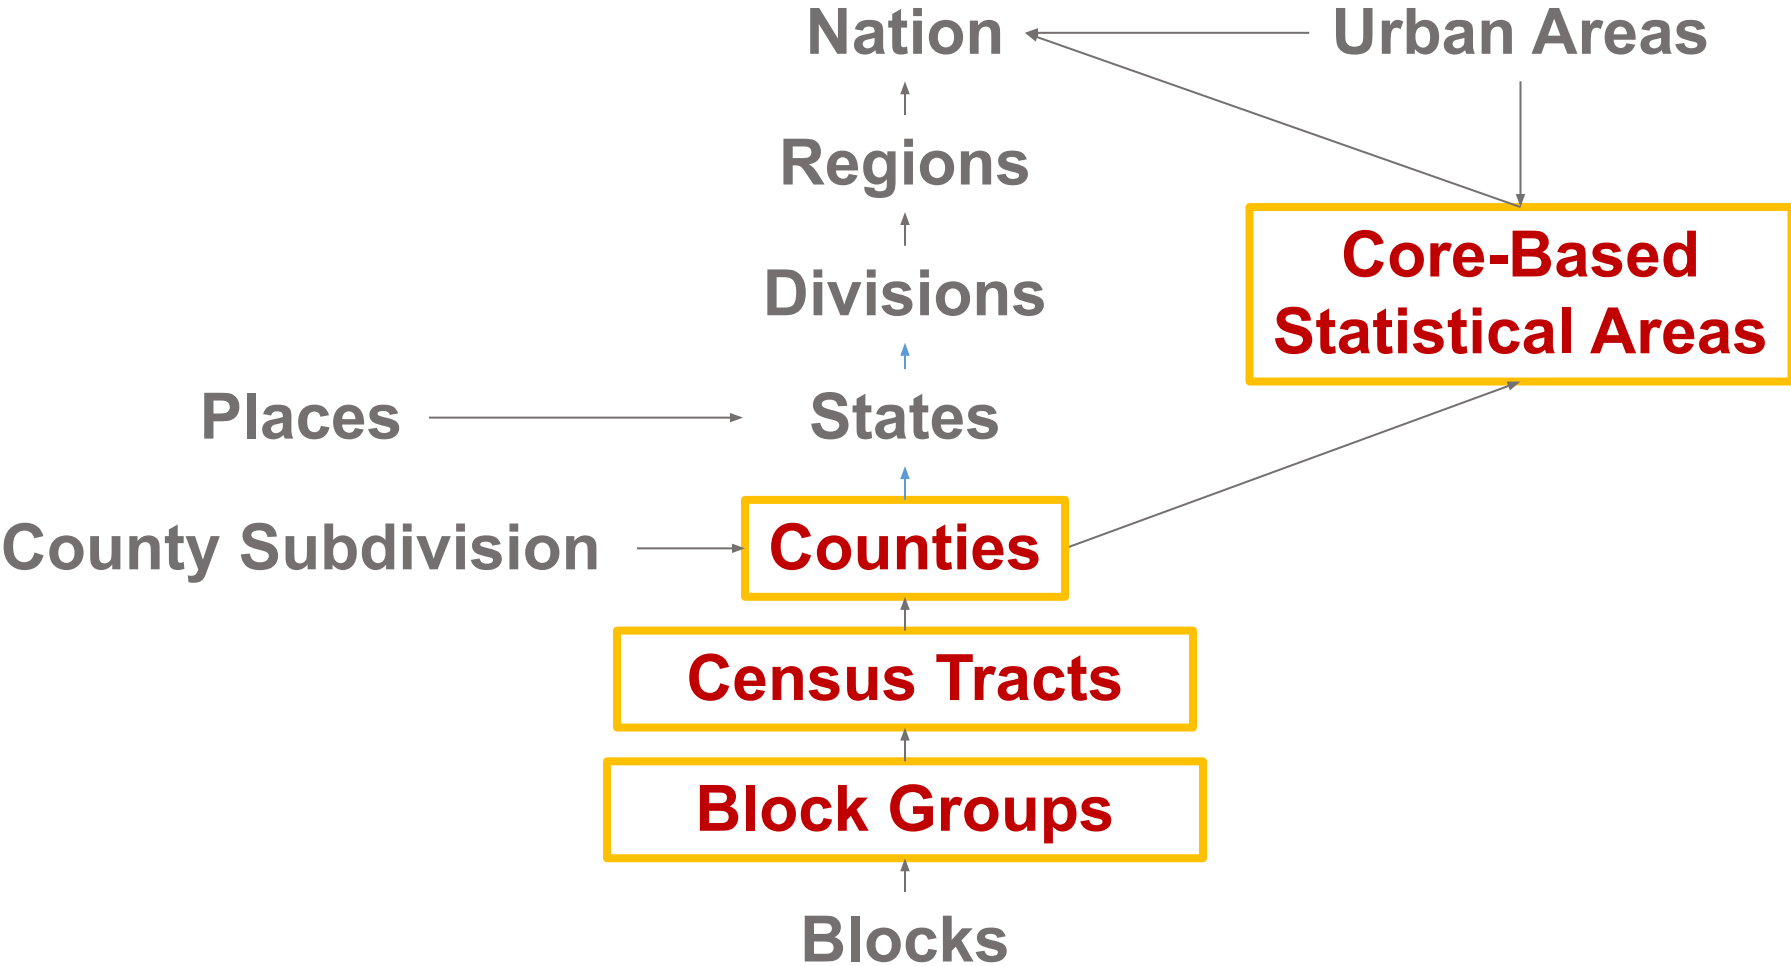 Nation
Urban Areas
Regions
Core-Based
Statistical Areas
Divisions
Places
States
County Subdivision
Counties
Census Tracts
Block Groups
Blocks